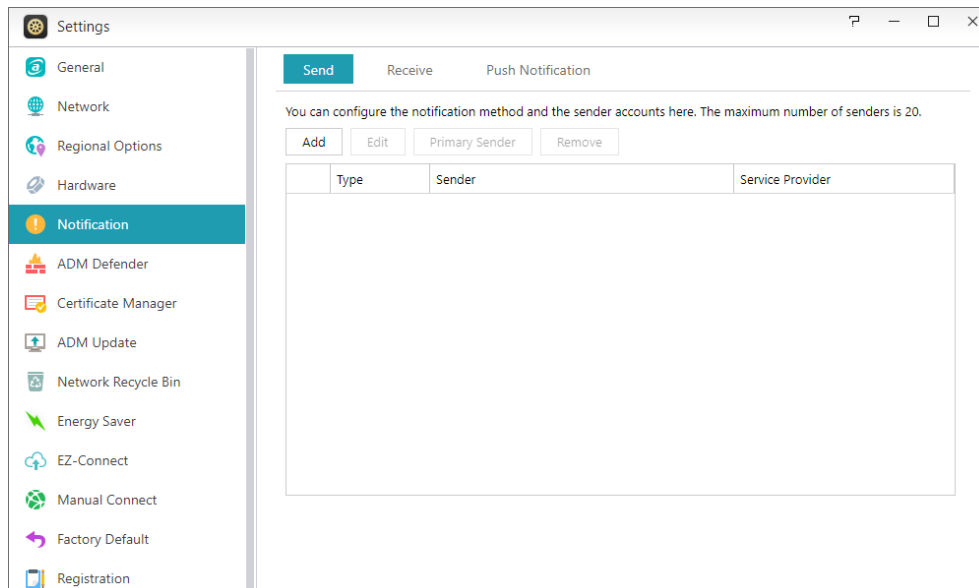 Settings
General
Network
Regional Options
Hardware
Notification
ADM Defender
Certificate Manager
ADM Update
Network Recycle Bin
Energy Saver
EZ-Connect
Manual Connect
Factory Default
Registration
Send Receive Push Notification
You can configure the notification method and the sender accounts here. The maximum number of senders is 20.
Add Edit Primary Sender Remove
Type Sender Service Provider